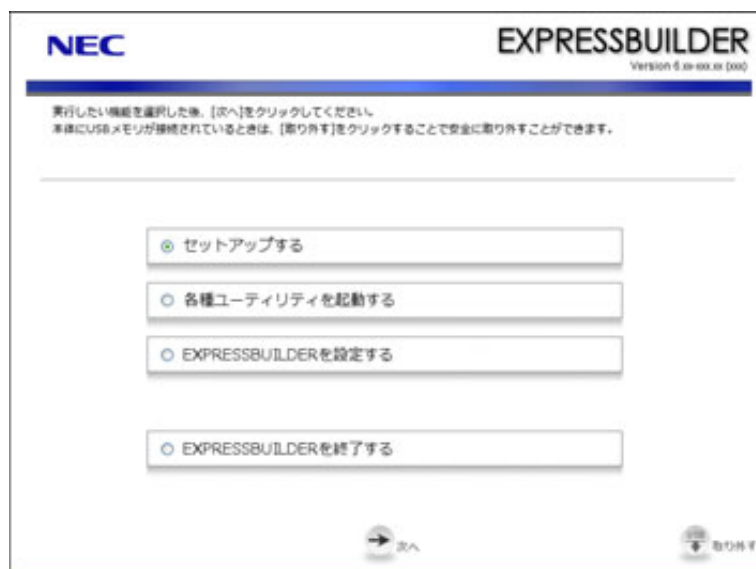 NEC
EXPRESSBUILDER
Version 6.xx-xxx.xx (xxx)
実行したい機能を選択した後、[次へ]をクリックしてください。
本体にUSBメモリが接続されているときは、[取り外す]をクリックすることで安全に取り外すことができます。
セットアップする
各種ユーティリティを起動する
EXPRESSBUILDERを設定する
EXPRESSBUILDERを終了する
次へ
取り外す